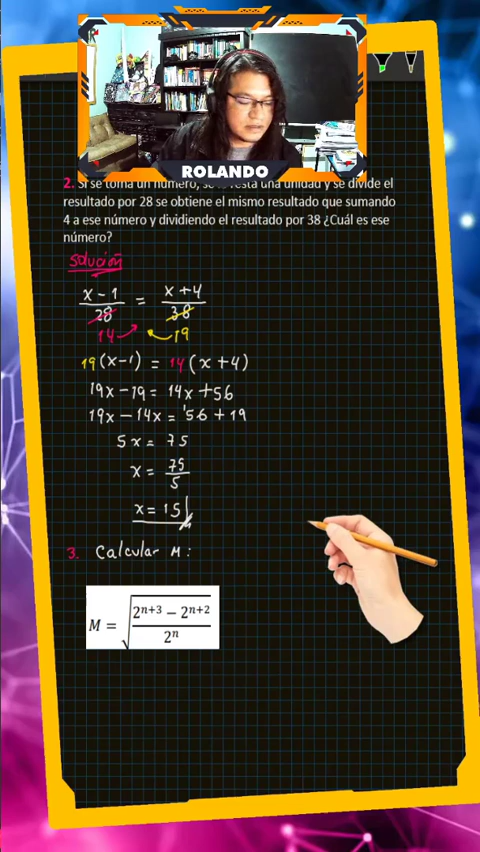 ROLANDO
2. Si se toma un número, se le resta una unidad y se divide el
resultado por 28 se obtiene el mismo resultado que sumando
4 a ese número y dividiendo el resultado por 38 ¿Cuál es ese
número?
Solución
x - 1 / 28 = x + 4 / 38
14 19
19(x-1) = 14(x+4)
19x - 19 = 14x + 56
19x - 14x = 56 + 19
5x = 75
x = 75 / 5
x = 15
3. Calcular M:
M = √((2ⁿ⁺³ − 2ⁿ⁺²) / 2ⁿ)